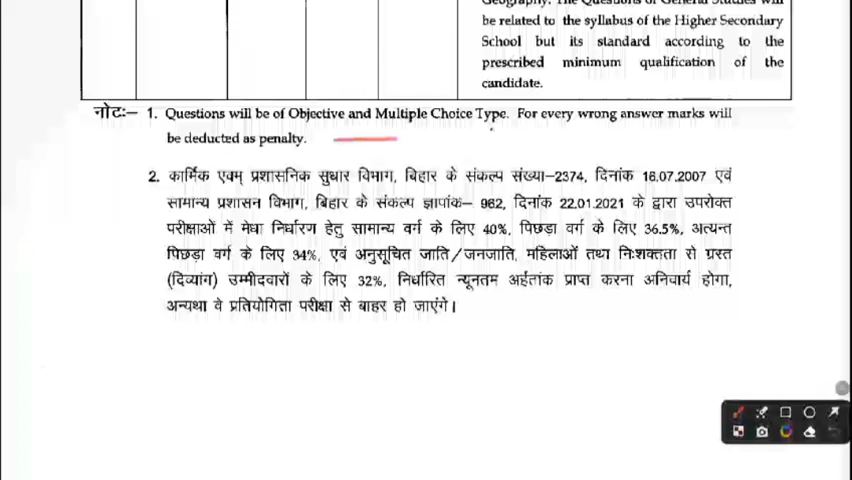 Geography. The Questions of General Studies will
be related to the syllabus of the Higher Secondary
School but its standard according to the
prescribed minimum qualification of the
candidate.
नोटः— 1. Questions will be of Objective and Multiple Choice Type. For every wrong answer marks will
be deducted as penalty.
2. कार्मिक एवम् प्रशासनिक सुधार विभाग, बिहार के संकल्प संख्या–2374, दिनांक 16.07.2007 एवं
सामान्य प्रशासन विभाग, बिहार के संकल्प ज्ञापांक– 962, दिनांक 22.01.2021 के द्वारा उपरोक्त
परीक्षाओं में मेधा निर्धारण हेतु सामान्य वर्ग के लिए 40%, पिछड़ा वर्ग के लिए 36.5%, अत्यन्त
पिछड़ा वर्ग के लिए 34%, एवं अनुसूचित जाति/जनजाति, महिलाओं तथा निःशक्तता से ग्रस्त
(दिव्यांग) उम्मीदवारों के लिए 32%, निर्धारित न्यूनतम अर्हतांक प्राप्त करना अनिवार्य होगा,
अन्यथा वे प्रतियोगिता परीक्षा से बाहर हो जाएंगे।